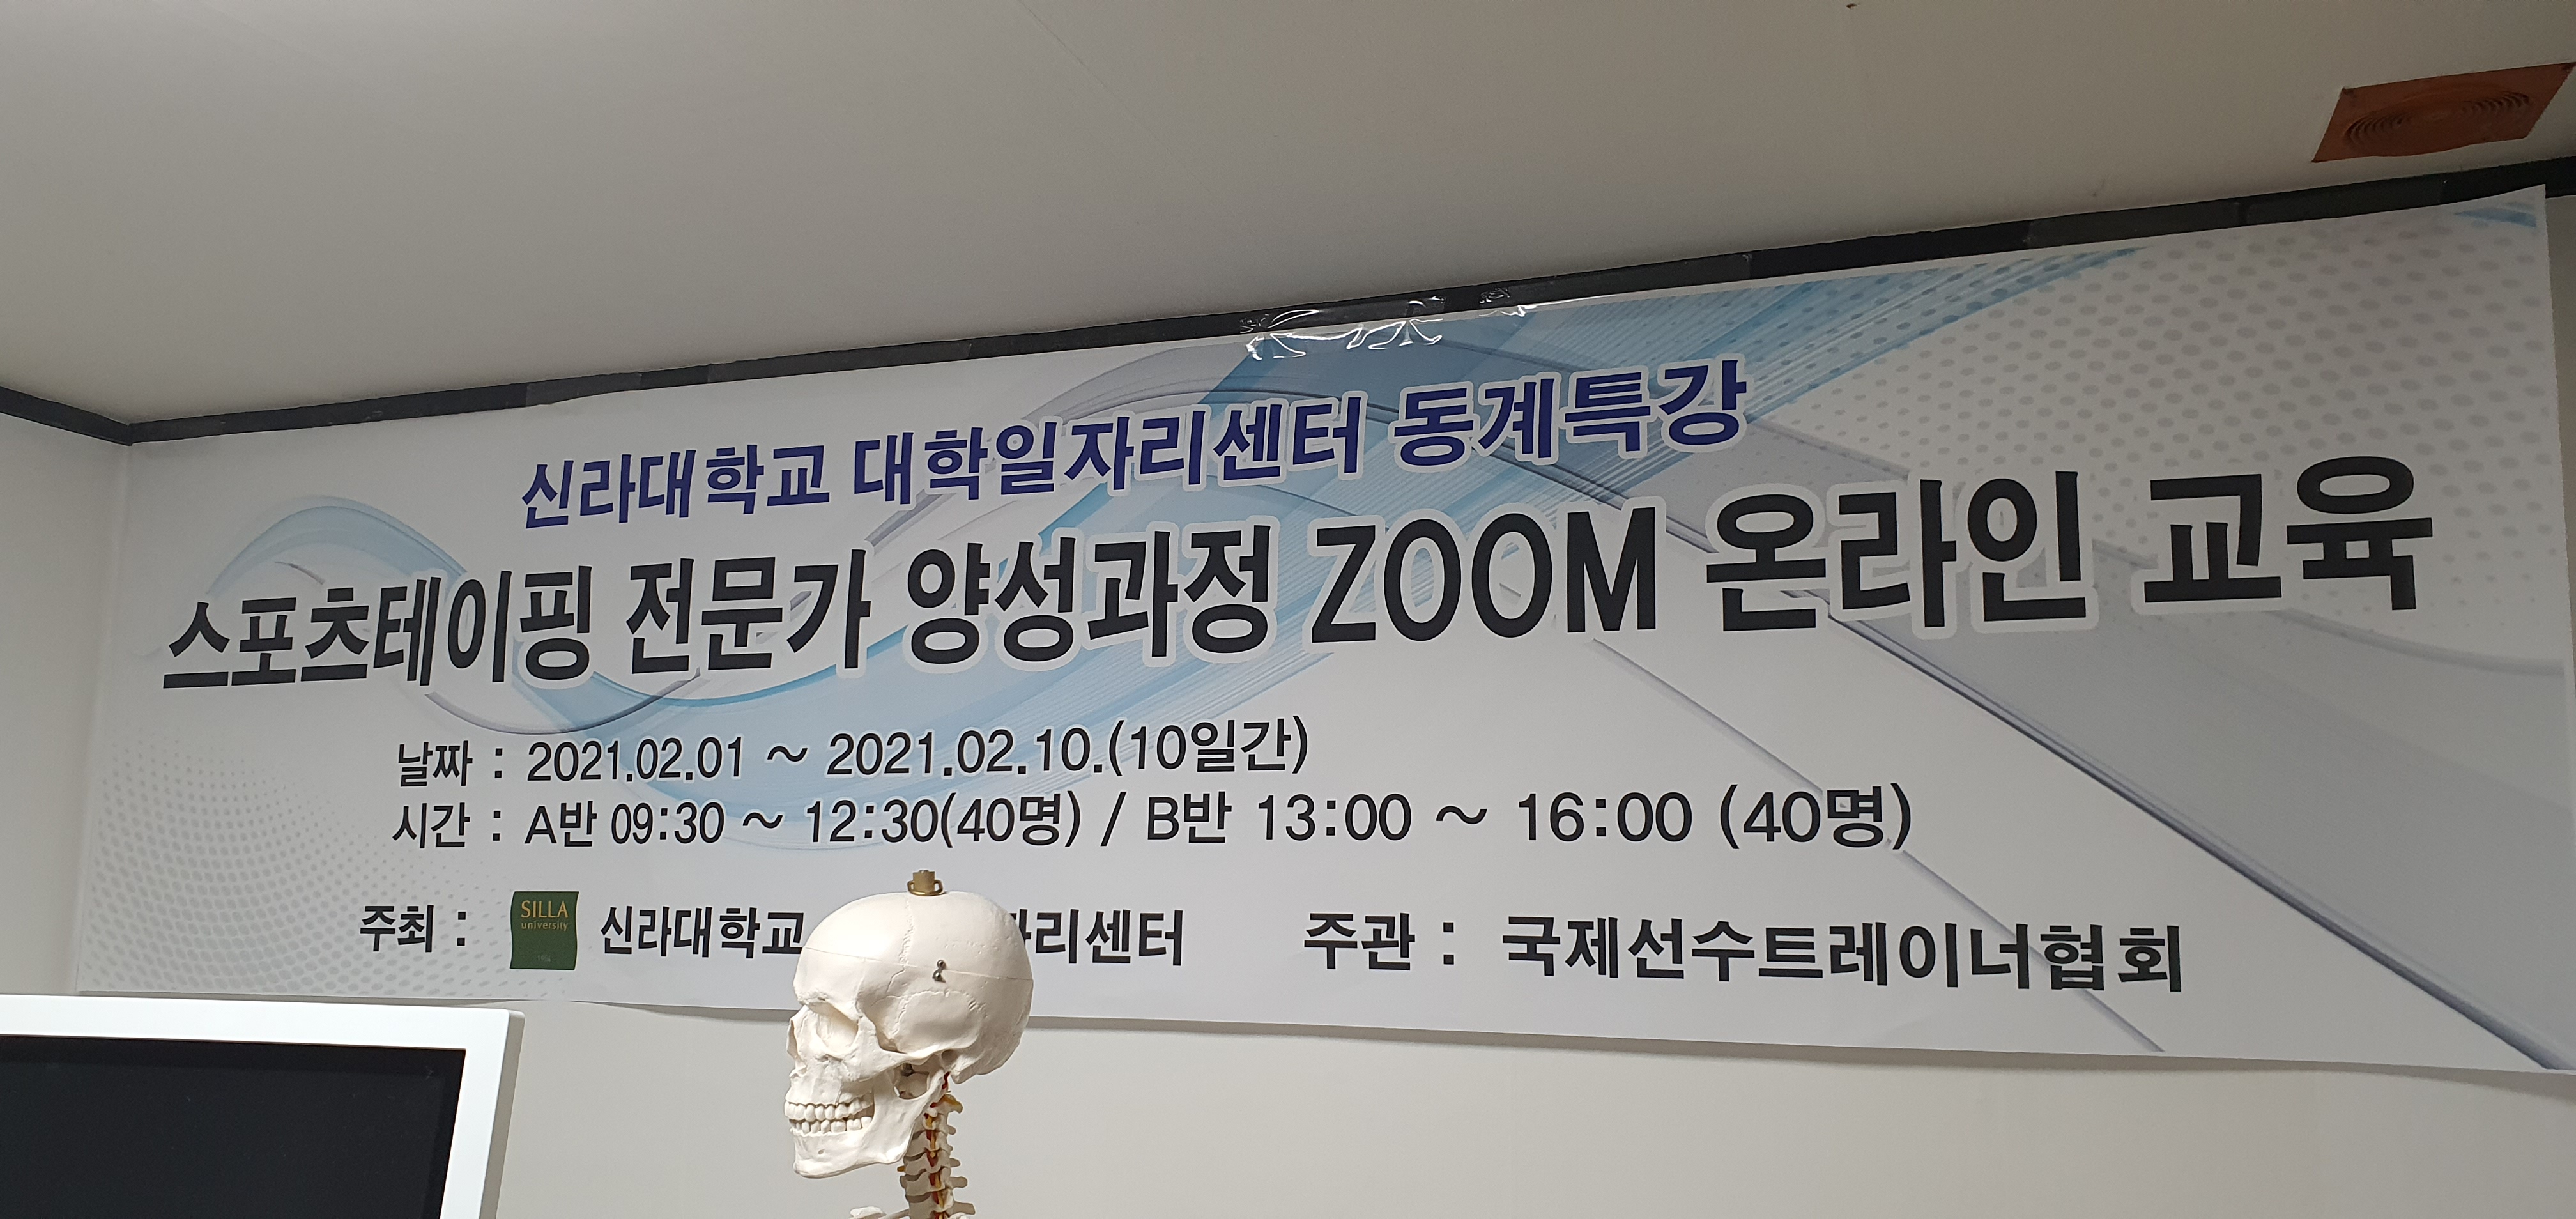 신라대학교 대학일자리센터 동계특강
스포츠테이핑 전문가 양성과정 ZOOM 온라인 교육
날짜 : 2021.02.01 ~ 2021.02.10.(10일간)
시간 : A반 09:30 ~ 12:30(40명) / B반 13:00 ~ 16:00 (40명)
주최 : SILLA university 신라대학교 리센터 주관 : 국제선수트레이너협회